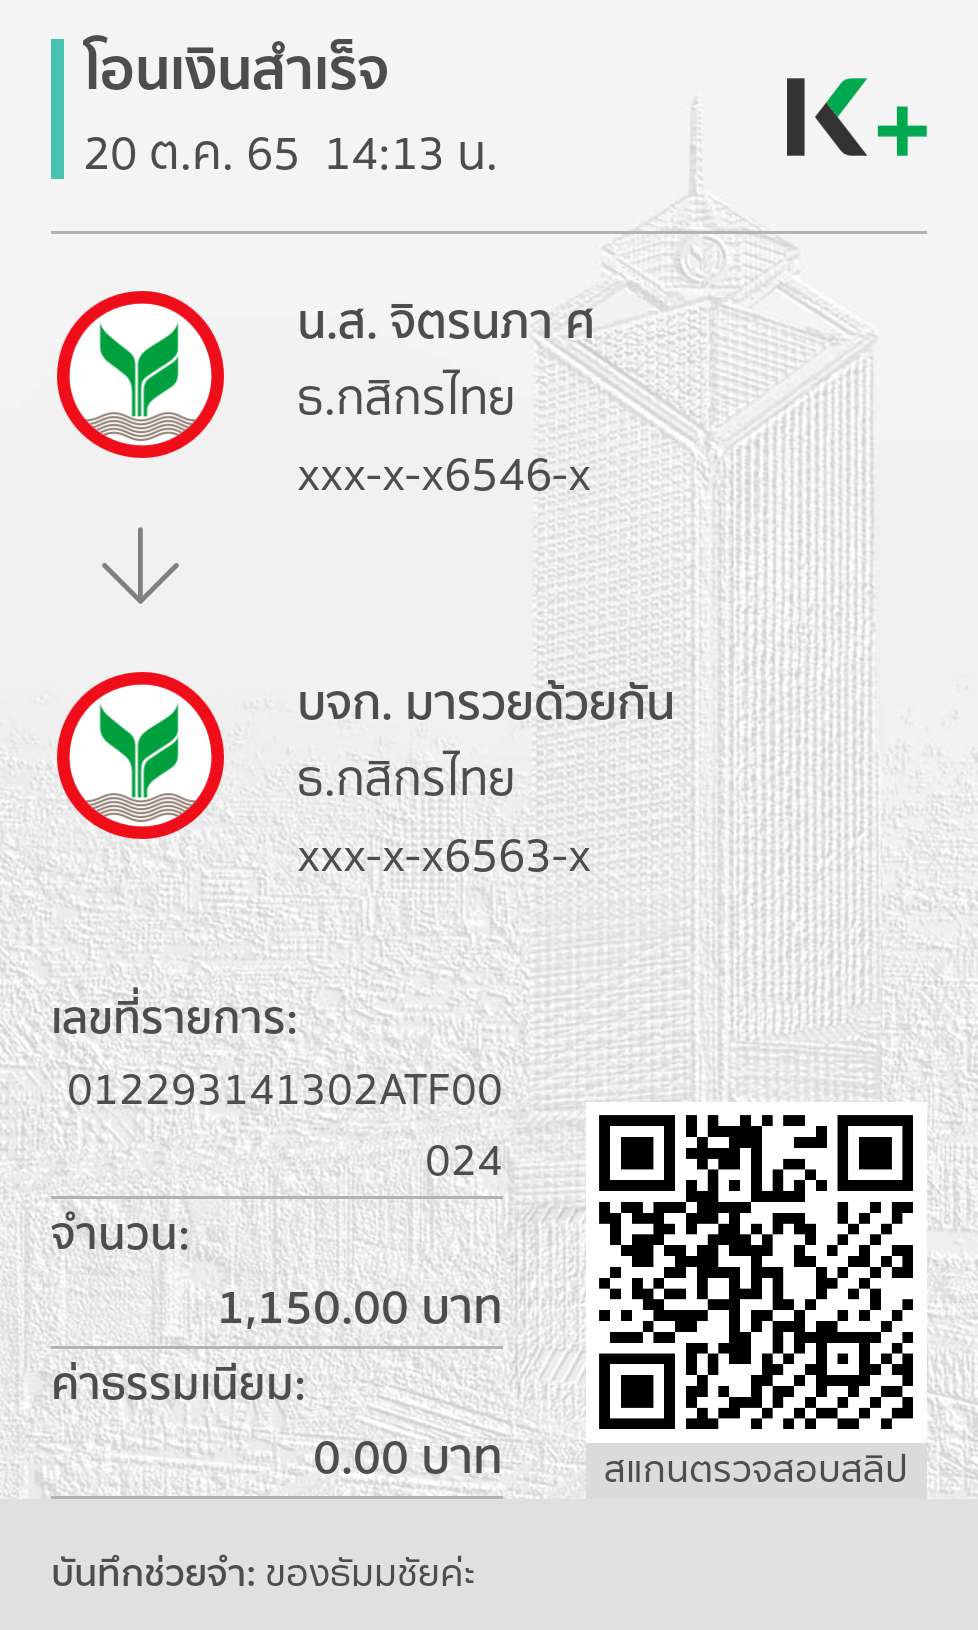 โอนเงินสำเร็จ
20 ต.ค. 65 14:13 น.
K+
น.ส. จิตรนภา ศ
ธ.กสิกรไทย
xxx-x-x6546-x
บจก. มารวยด้วยกัน
ธ.กสิกรไทย
xxx-x-x6563-x
เลขที่รายการ:
012293141302ATF00
024
จำนวน:
1,150.00 บาท
ค่าธรรมเนียม:
0.00 บาท
สแกนตรวจสอบสลิป
บันทึกช่วยจำ: ของธัมมชัยค่ะ